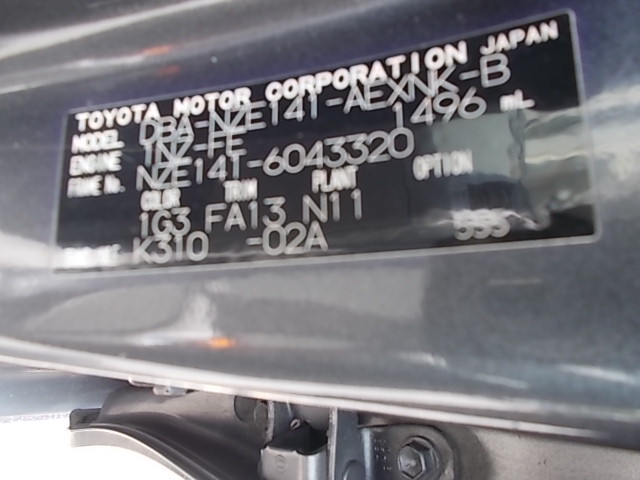 TOYOTA MOTOR CORPORATION JAPAN
MODEL DBA-NZE141-AEXNK-B
ENGINE 1NZ-FE 1496 mL
FRAME No. NZE141-6043320
COLOR TRIM PLANT OPTION
1G3 FA13 N11
K310 -02A